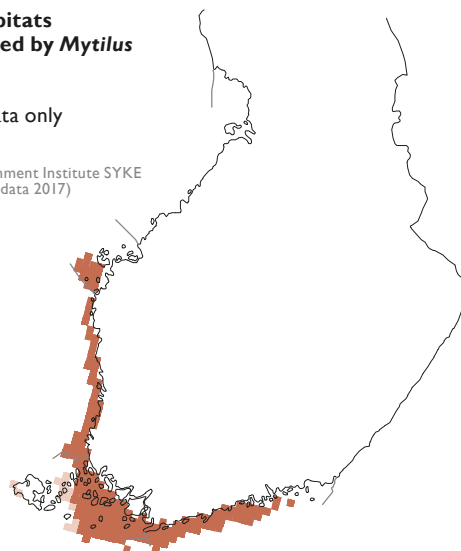 bitats
ed by Mytilus
ta only
nment Institute SYKE
data 2017)